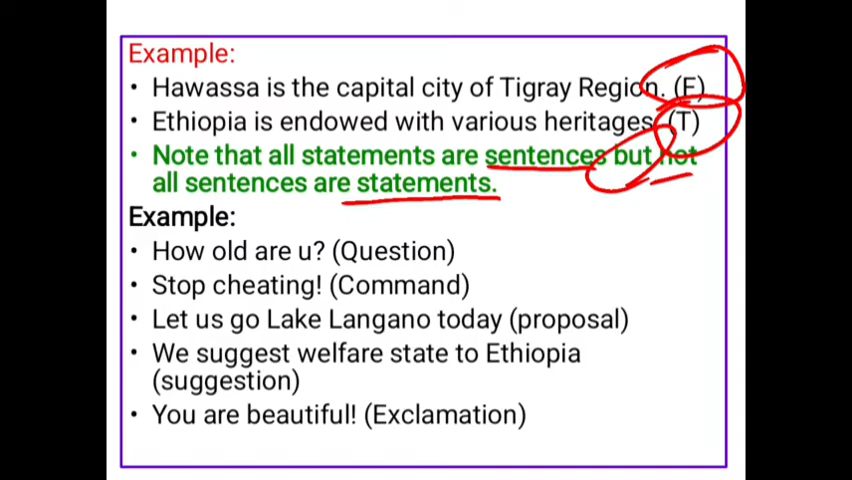 Example:
• Hawassa is the capital city of Tigray Region. (F)
• Ethiopia is endowed with various heritages. (T)
• Note that all statements are sentences but not
all sentences are statements.
Example:
• How old are u? (Question)
• Stop cheating! (Command)
• Let us go Lake Langano today (proposal)
• We suggest welfare state to Ethiopia
(suggestion)
• You are beautiful! (Exclamation)